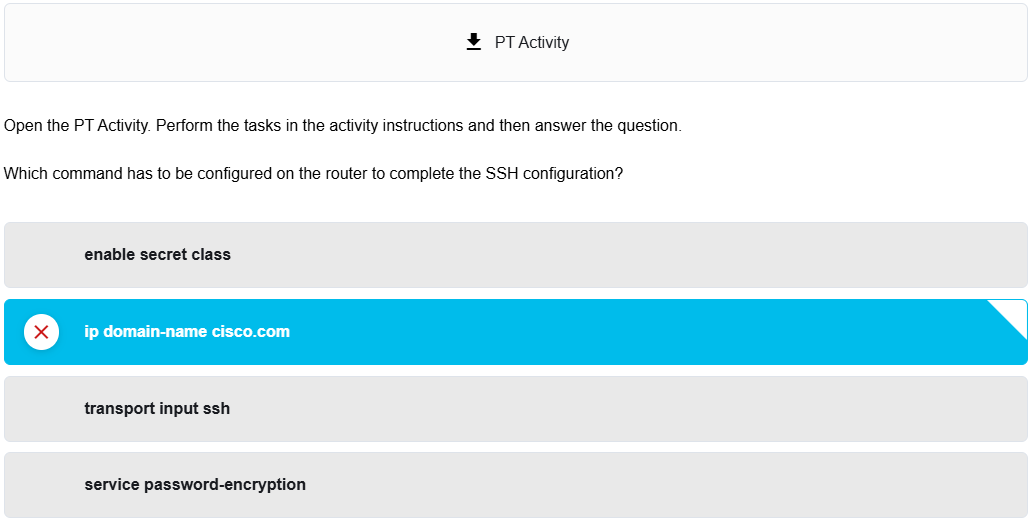 PT Activity
Open the PT Activity. Perform the tasks in the activity instructions and then answer the question.
Which command has to be configured on the router to complete the SSH configuration?
enable secret class
ip domain-name cisco.com
transport input ssh
service password-encryption